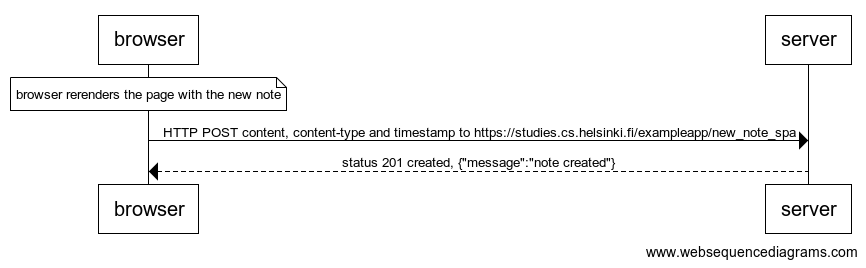 browser
server
browser rerenders the page with the new note
HTTP POST content, content-type and timestamp to https://studies.cs.helsinki.fi/exampleapp/new_note_spa
status 201 created, {"message":"note created"}
browser
server
www.websequencediagrams.com